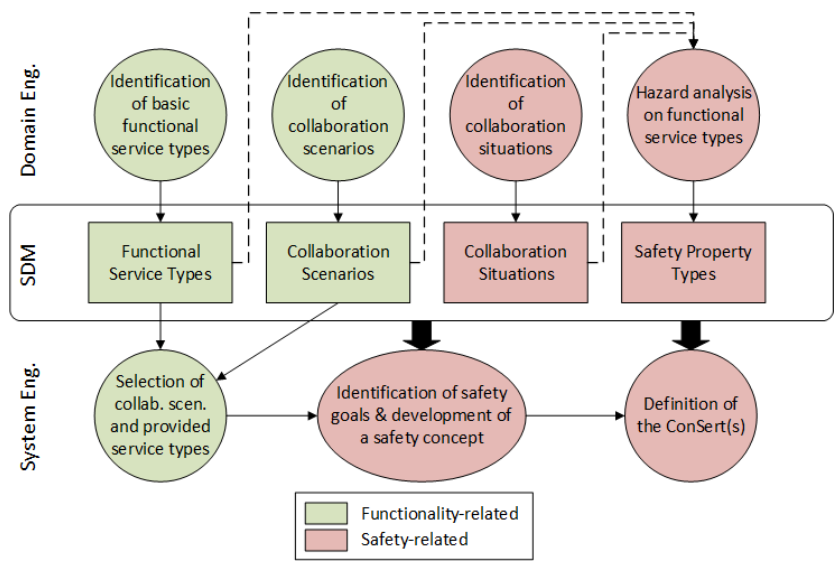 Domain Eng.
Identification
of basic
functional
service types
Identification
of
collaboration
scenarios
Identification
of
collaboration
situations
Hazard analysis
on functional
service types
SDM
Functional
Service Types
Collaboration
Scenarios
Collaboration
Situations
Safety Property
Types
System Eng.
Selection of
collab. scen.
and provided
service types
Identification of safety
goals & development of
a safety concept
Definition of
the ConSert(s)
Functionality-related
Safety-related